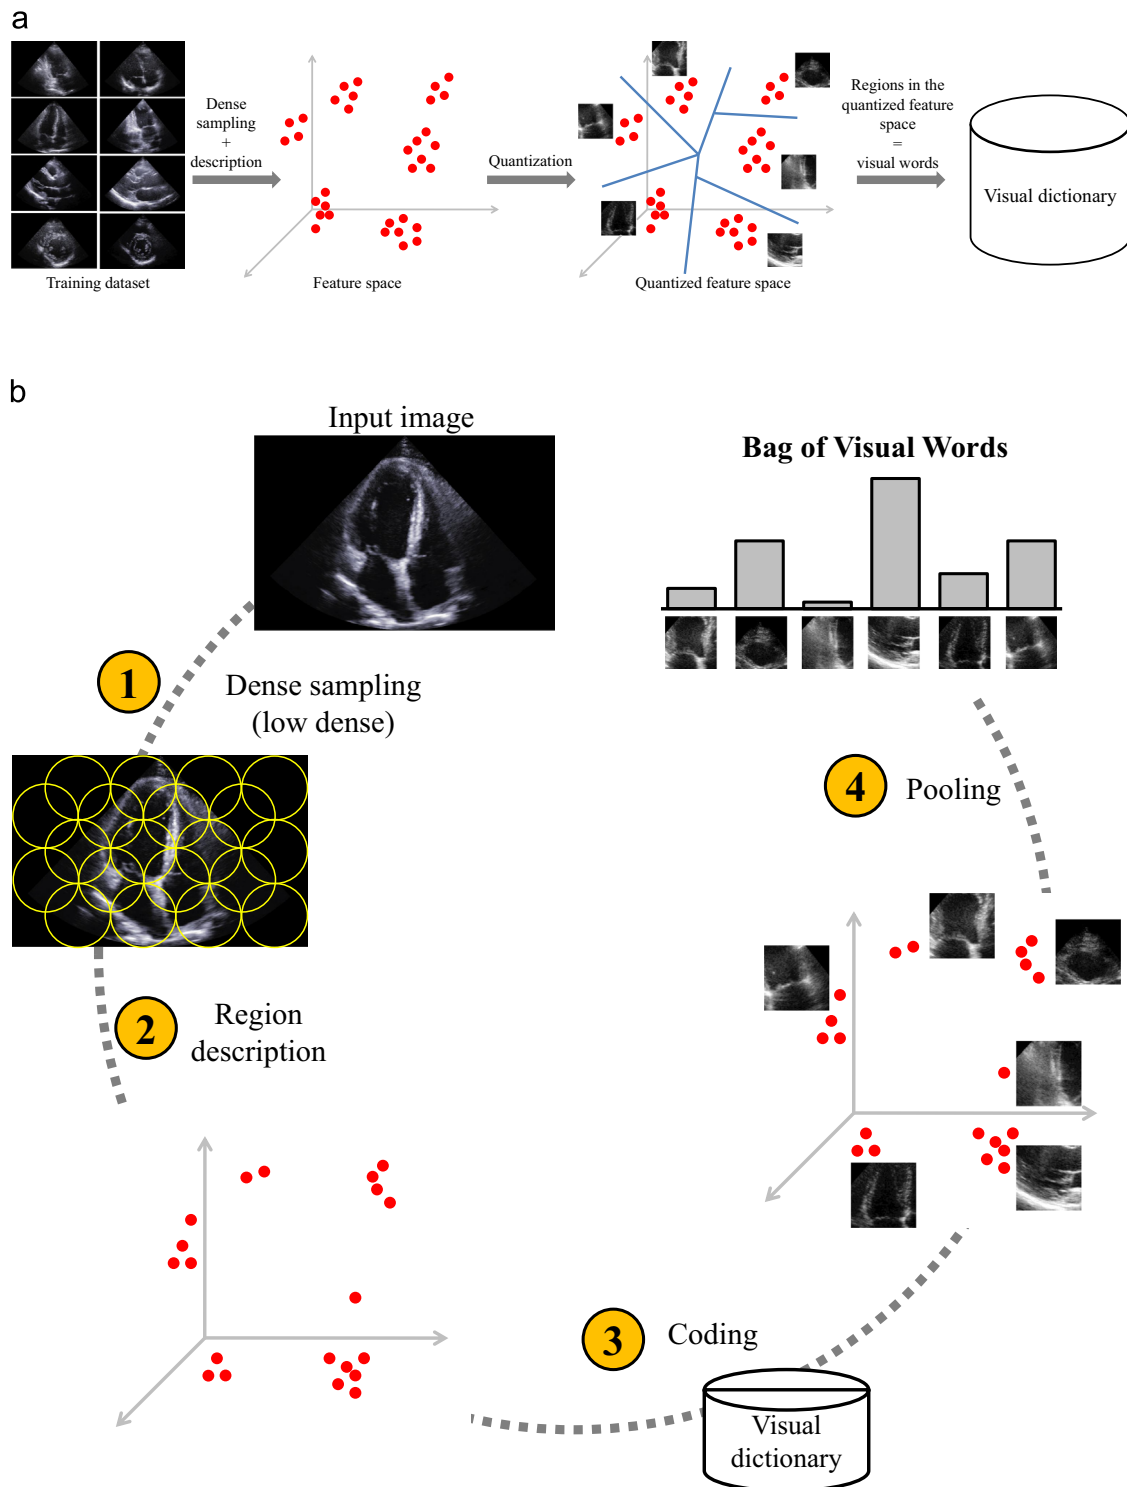 a
Dense
sampling
+
description
Quantization
Regions in the
quantized feature
space
=
visual words
Visual dictionary
Training dataset
Feature space
Quantized feature space
b
Input image
Bag of Visual Words
1
Dense sampling
(low dense)
4
Pooling
2
Region
description
3
Coding
Visual
dictionary